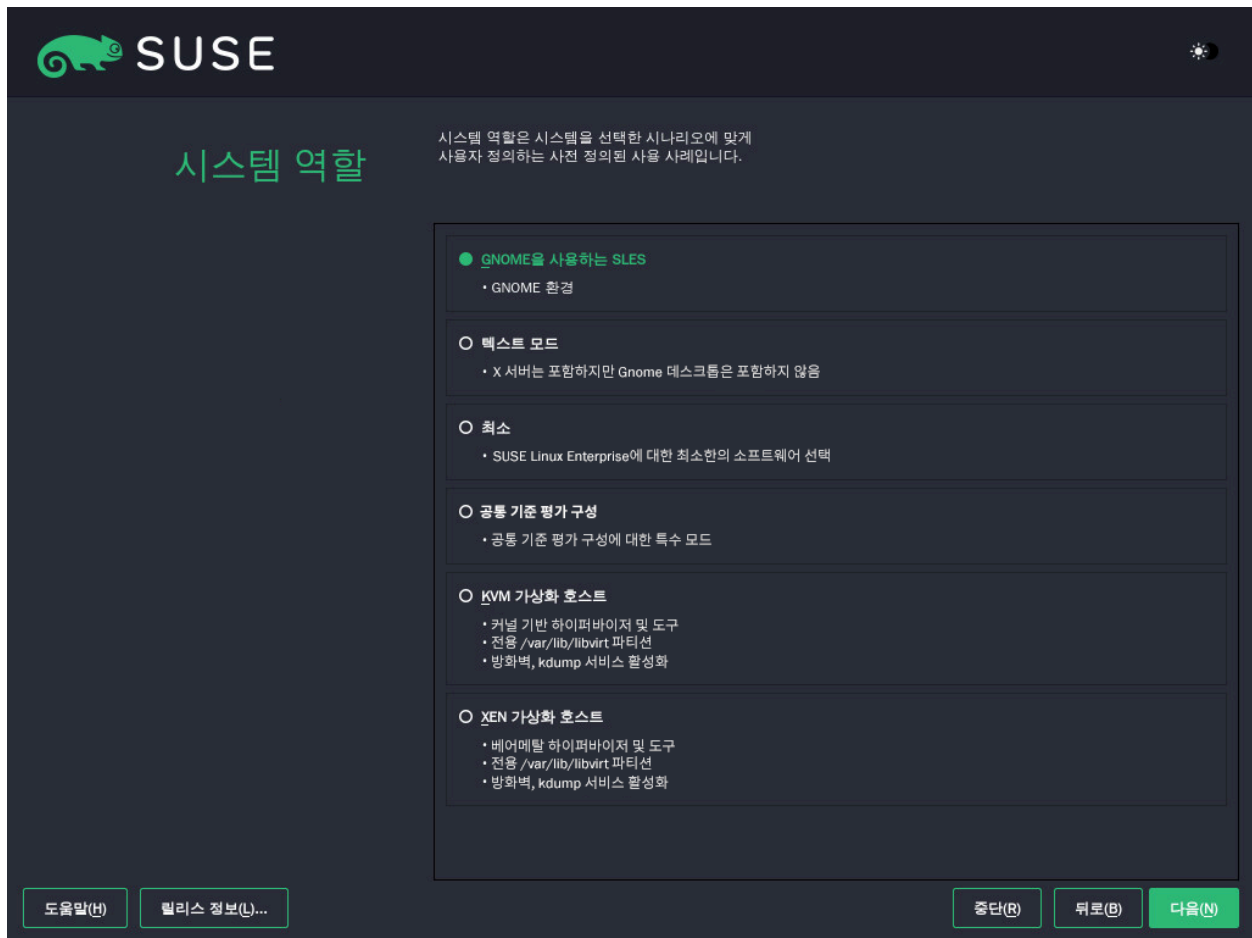 SUSE
시스템 역할
시스템 역할은 시스템을 선택한 시나리오에 맞게
사용자 정의하는 사전 정의된 사용 사례입니다.
GNOME을 사용하는 SLES
• GNOME 환경
텍스트 모드
• X 서버는 포함하지만 Gnome 데스크톱은 포함하지 않음
최소
• SUSE Linux Enterprise에 대한 최소한의 소프트웨어 선택
공통 기준 평가 구성
• 공통 기준 평가 구성에 대한 특수 모드
KVM 가상화 호스트
• 커널 기반 하이퍼바이저 및 도구
• 전용 /var/lib/libvirt 파티션
• 방화벽, kdump 서비스 활성화
XEN 가상화 호스트
• 베어메탈 하이퍼바이저 및 도구
• 전용 /var/lib/libvirt 파티션
• 방화벽, kdump 서비스 활성화
도움말(H) 릴리스 정보(L)... 중단(R) 뒤로(B) 다음(N)